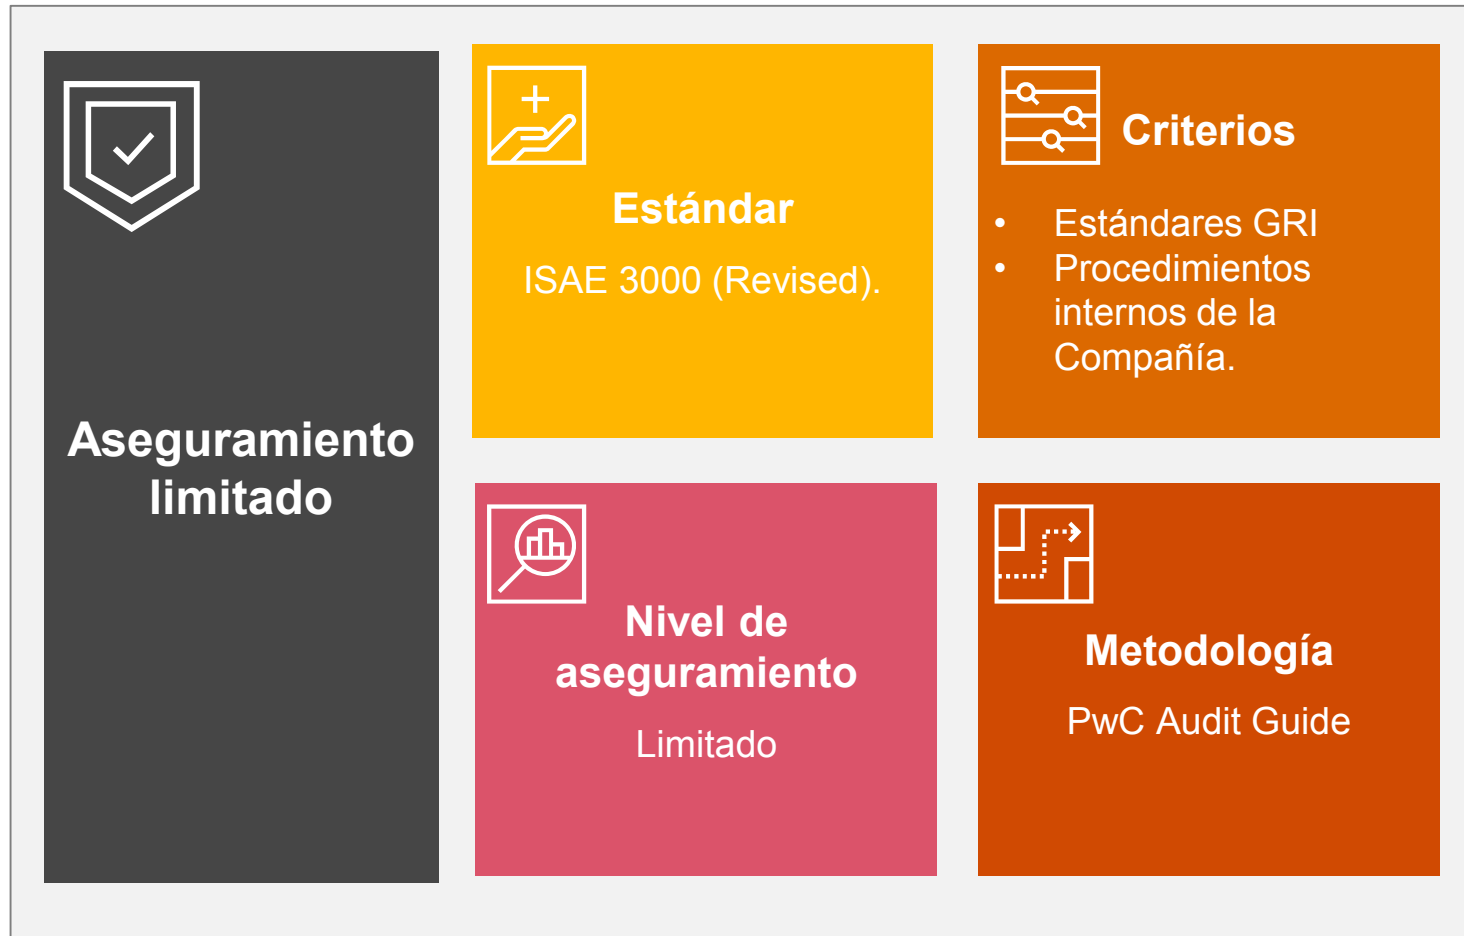 Aseguramiento
limitado
Estándar
ISAE 3000 (Revised).
Criterios
• Estándares GRI
• Procedimientos
internos de la
Compañía.
Nivel de
aseguramiento
Limitado
Metodología
PwC Audit Guide